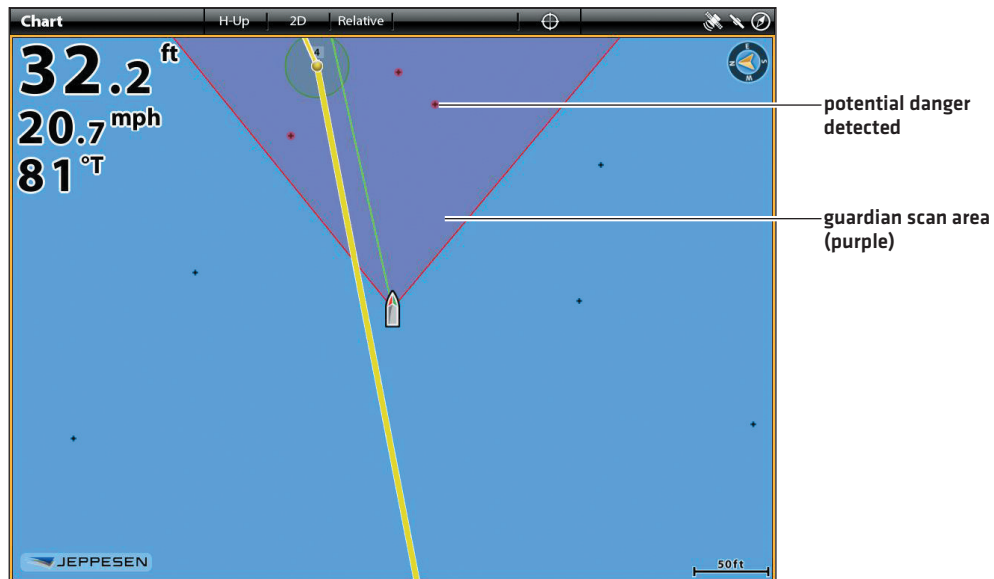 Chart H-Up 2D Relative
32.2 ft
20.7 mph
81 °T
4
E
N S
W
potential danger
detected
guardian scan area
(purple)
JEPPESEN
50ft